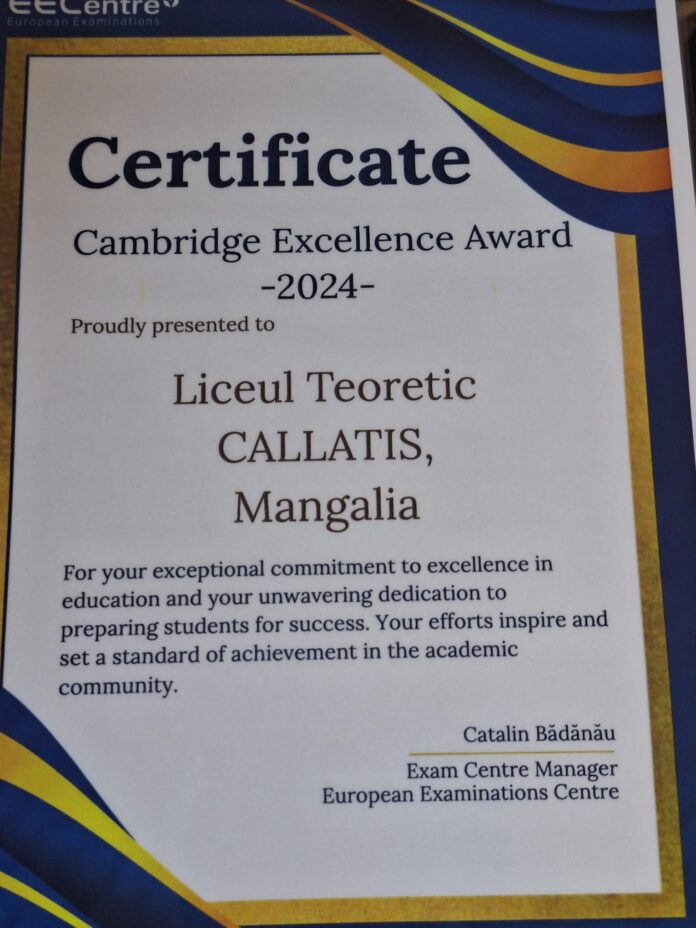 EECentre
European Examinations
Certificate
Cambridge Excellence Award
-2024-
Proudly presented to
Liceul Teoretic
CALLATIS,
Mangalia
For your exceptional commitment to excellence in
education and your unwavering dedication to
preparing students for success. Your efforts inspire and
set a standard of achievement in the academic
community.
Catalin Bădănău
Exam Centre Manager
European Examinations Centre